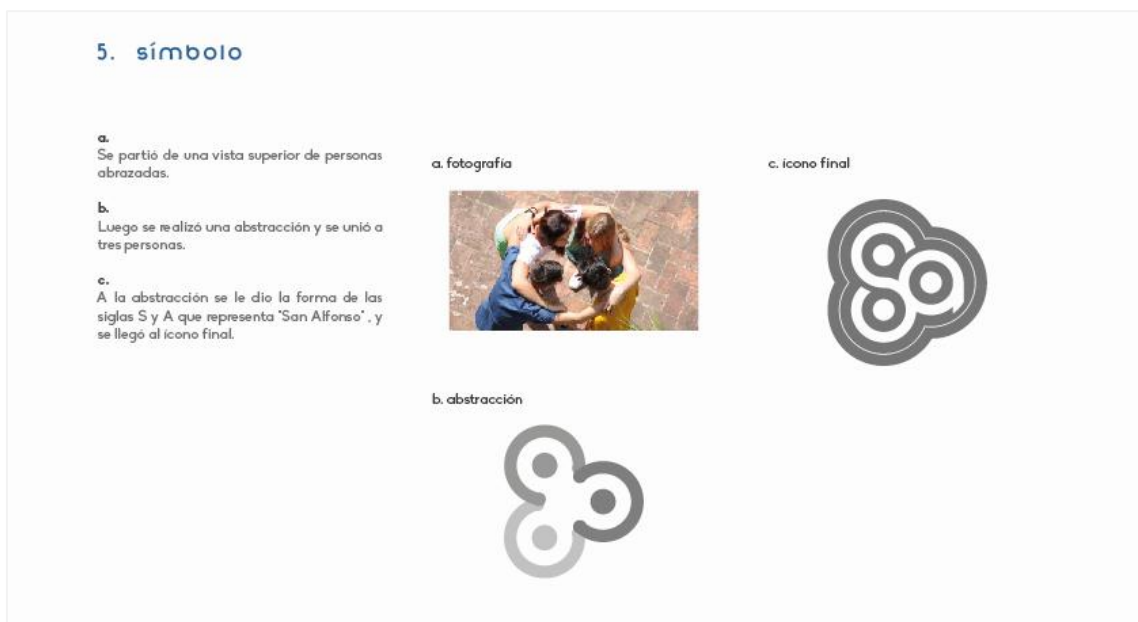 5. símbolo
a.
Se partió de una vista superior de personas
abrazadas.
b.
Luego se realizó una abstracción y se unió a
tres personas.
c.
A la abstracción se le dio la forma de las
siglas S y A que representa "San Alfonso" , y
se llegó al ícono final.
a. fotografía
c. ícono final
b. abstracción